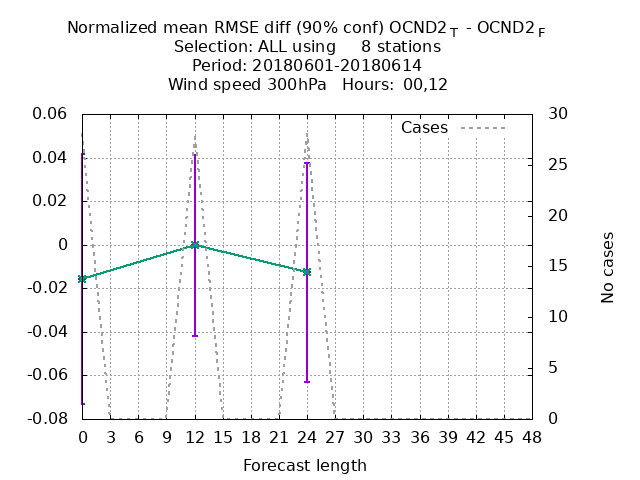 Normalized mean RMSE diff (90% conf) OCND2 T - OCND2 F
Selection: ALL using 8 stations
Period: 20180601-20180614
Wind speed 300hPa Hours: 00,12
0.06
0.04
0.02
0
-0.02
-0.04
-0.06
-0.08
Cases
30
25
20
15
10
5
0
No cases
0 3 6 9 12 15 18 21 24 27 30 33 36 39 42 45 48
Forecast length